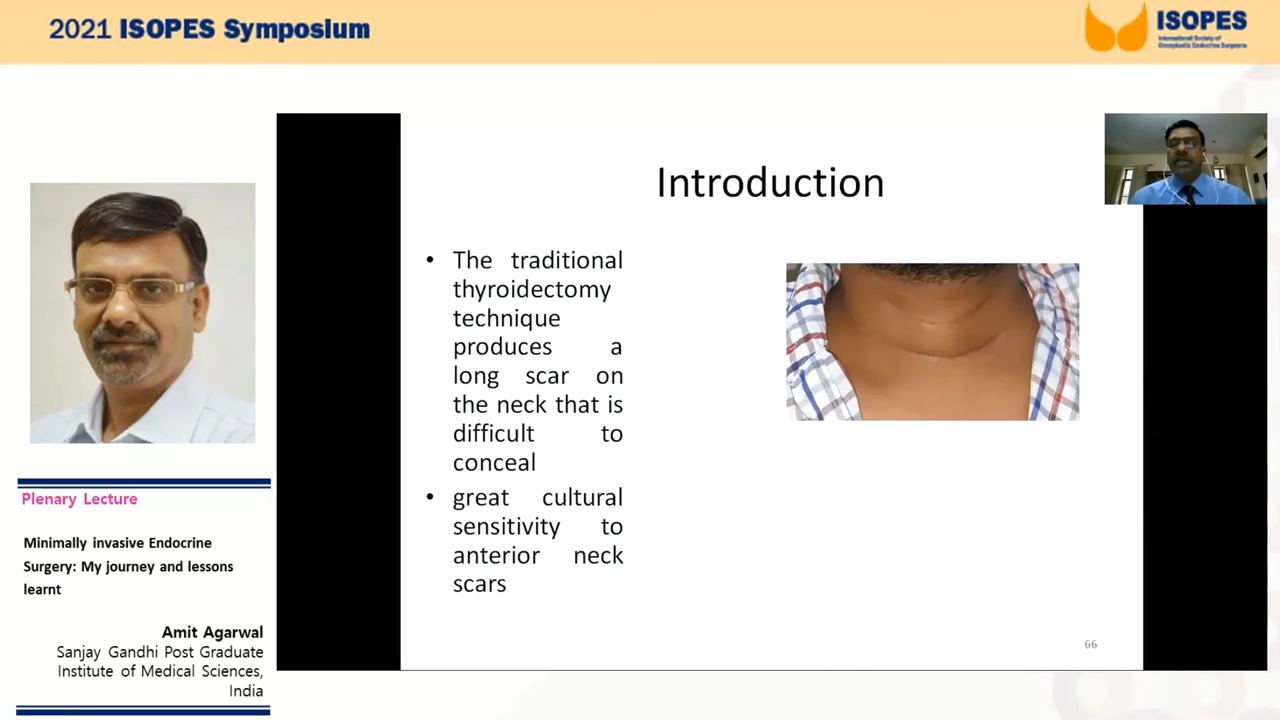 2021 ISOPES Symposium
ISOPES
International Society of
Oncoplastic Endocrine Surgeons
Introduction
• The traditional
thyroidectomy
technique
produces a
long scar on
the neck that is
difficult to
conceal
• great cultural
sensitivity to
anterior neck
scars
66
Plenary Lecture
Minimally invasive Endocrine
Surgery: My journey and lessons
learnt
Amit Agarwal
Sanjay Gandhi Post Graduate
Institute of Medical Sciences,
India